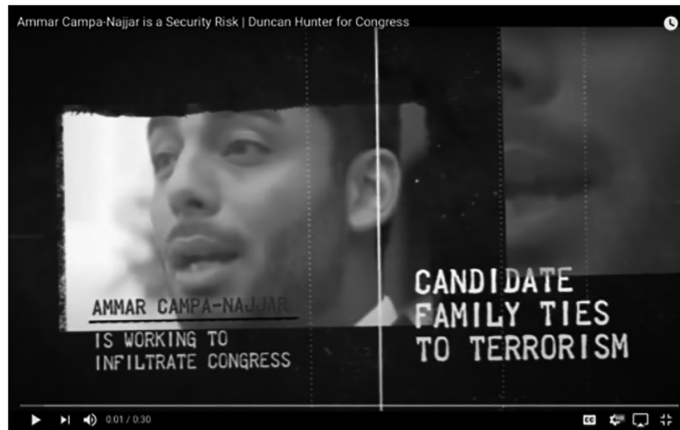 Ammar Campa-Najjar is a Security Risk | Duncan Hunter for Congress
AMMAR CAMPA-NAJJAR
IS WORKING TO
INFILTRATE CONGRESS
CANDIDATE
FAMILY TIES
TO TERRORISM
0:01 / 0:30
CC